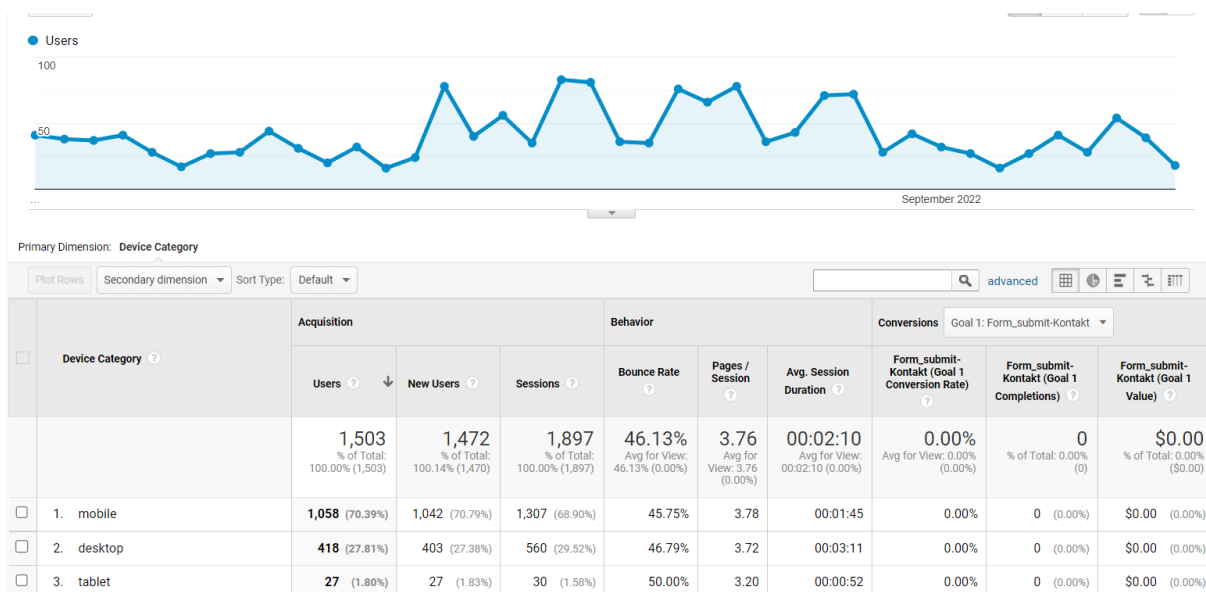 Users
100
50
...
September 2022
Primary Dimension: Device Category
Plot Rows Secondary dimension Sort Type: Default advanced
Acquisition Behavior Conversions Goal 1: Form_submit-Kontakt
Device Category ? Users ? New Users ? Sessions ? Bounce Rate ? Pages / Session ? Avg. Session Duration ? Form_submit-Kontakt (Goal 1 Conversion Rate) ? Form_submit-Kontakt (Goal 1 Completions) ? Form_submit-Kontakt (Goal 1 Value) ?
1,503 1,472 1,897 46.13% 3.76 00:02:10 0.00% 0 $0.00
% of Total: 100.00% (1,503) % of Total: 100.14% (1,470) % of Total: 100.00% (1,897) Avg for View: 46.13% (0.00%) Avg for View: 3.76 (0.00%) Avg for View: 00:02:10 (0.00%) Avg for View: 0.00% (0.00%) % of Total: 0.00% (0) % of Total: 0.00% ($0.00)
1. mobile 1,058 (70.39%) 1,042 (70.79%) 1,307 (68.90%) 45.75% 3.78 00:01:45 0.00% 0 (0.00%) $0.00 (0.00%)
2. desktop 418 (27.81%) 403 (27.38%) 560 (29.52%) 46.79% 3.72 00:03:11 0.00% 0 (0.00%) $0.00 (0.00%)
3. tablet 27 (1.80%) 27 (1.83%) 30 (1.58%) 50.00% 3.20 00:00:52 0.00% 0 (0.00%) $0.00 (0.00%)